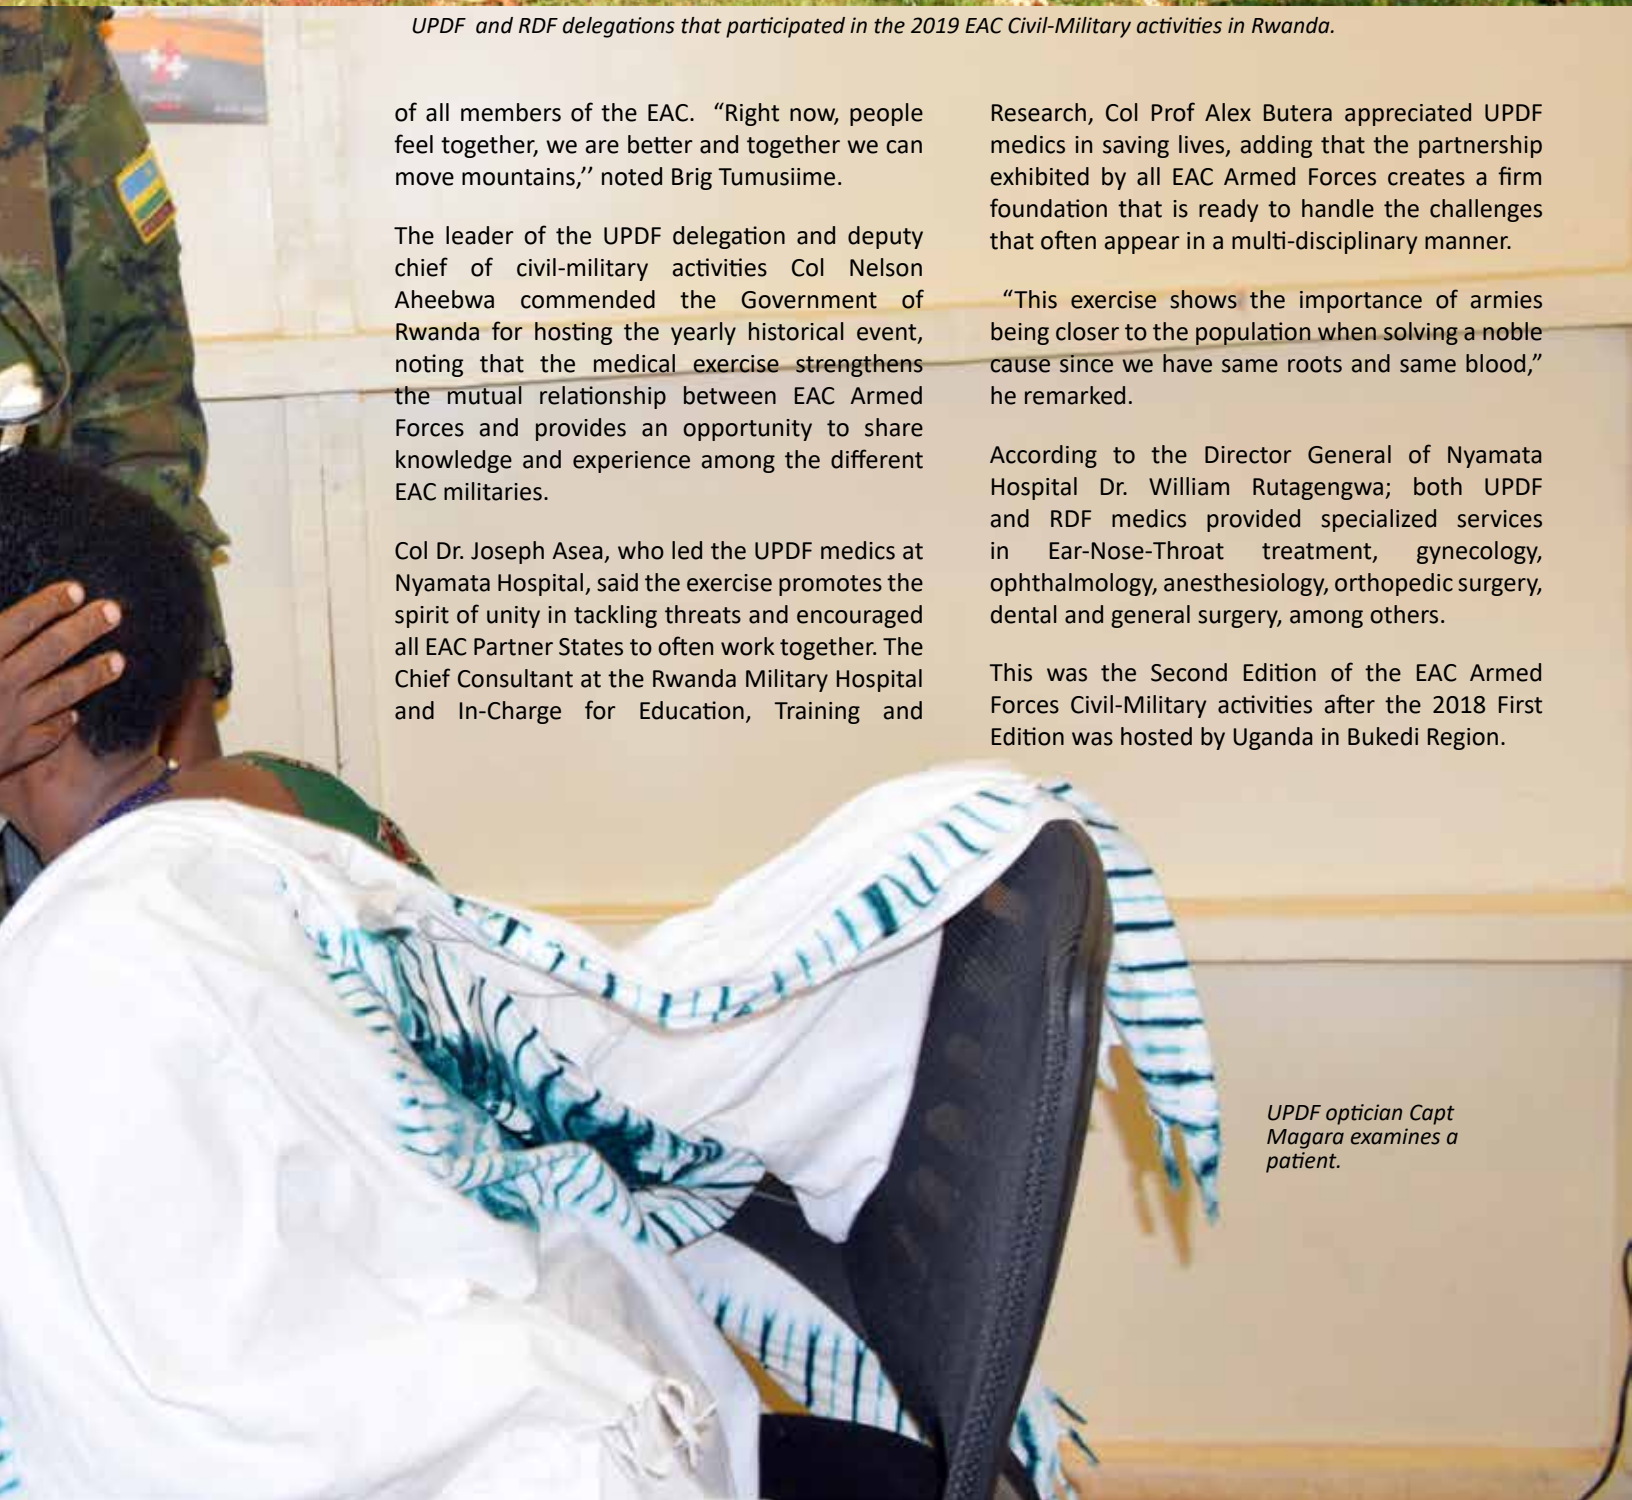 UPDF and RDF delegations that participated in the 2019 EAC Civil-Military activities in Rwanda.
of all members of the EAC. “Right now, people
feel together, we are better and together we can
move mountains,’’ noted Brig Tumusiime.
The leader of the UPDF delegation and deputy
chief of civil-military activities Col Nelson
Aheebwa commended the Government of
Rwanda for hosting the yearly historical event,
noting that the medical exercise strengthens
the mutual relationship between EAC Armed
Forces and provides an opportunity to share
knowledge and experience among the different
EAC militaries.
Col Dr. Joseph Asea, who led the UPDF medics at
Nyamata Hospital, said the exercise promotes the
spirit of unity in tackling threats and encouraged
all EAC Partner States to often work together. The
Chief Consultant at the Rwanda Military Hospital
and In-Charge for Education, Training and
Research, Col Prof Alex Butera appreciated UPDF
medics in saving lives, adding that the partnership
exhibited by all EAC Armed Forces creates a firm
foundation that is ready to handle the challenges
that often appear in a multi-disciplinary manner.
“This exercise shows the importance of armies
being closer to the population when solving a noble
cause since we have same roots and same blood,”
he remarked.
According to the Director General of Nyamata
Hospital Dr. William Rutagengwa; both UPDF
and RDF medics provided specialized services
in Ear-Nose-Throat treatment, gynecology,
ophthalmology, anesthesiology, orthopedic surgery,
dental and general surgery, among others.
This was the Second Edition of the EAC Armed
Forces Civil-Military activities after the 2018 First
Edition was hosted by Uganda in Bukedi Region.
UPDF optician Capt
Magara examines a
patient.